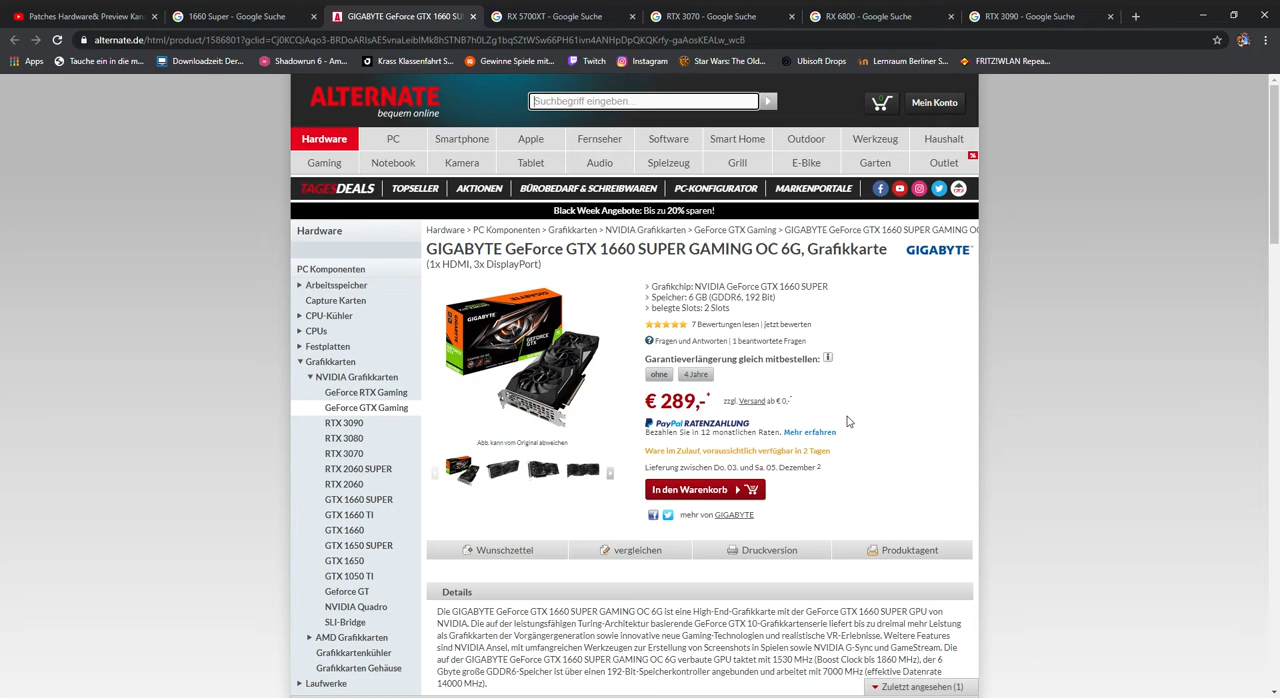 Patches Hardware& Preview Kan
1660 Super - Google Suche
GIGABYTE GeForce GTX 1660 SU
RX 5700XT - Google Suche
RTX 3070 - Google Suche
RX 6800 - Google Suche
RTX 3090 - Google Suche
alternate.de/html/product/1586801?gclid=Cj0KCQiAqo3-BRDoARIsAE5vnaLeiblMk8hSTNB7h0LZg1bqSZtWSw66PH61ivn4ANHpDpQKQKrfy-gaAosKEALw_wcB
Apps
Tauche ein in die m...
Downloadzeit: Der...
Shadowrun 6 - Am...
Krass Klassenfahrt S...
Gewinne Spiele mit...
Twitch
Instagram
Star Wars: The Old...
Ubisoft Drops
Lernraum Berliner S...
FRITZ!WLAN Repea...
ALTERNATE
bequem online
Suchbegriff eingeben...
0
Mein Konto
Hardware PC Smartphone Apple Fernseher Software Smart Home Outdoor Werkzeug Haushalt
Gaming Notebook Kamera Tablet Audio Spielzeug Grill E-Bike Garten Outlet %
TAGESDEALS TOPSELLER AKTIONEN BÜROBEDARF & SCHREIBWAREN PC-KONFIGURATOR MARKENPORTALE
Black Week Angebote: Bis zu 20% sparen!
Hardware
PC Komponenten
Arbeitsspeicher
Capture Karten
CPU-Kühler
CPUs
Festplatten
Grafikkarten
NVIDIA Grafikkarten
GeForce RTX Gaming
GeForce GTX Gaming
RTX 3090
RTX 3080
RTX 3070
RTX 2060 SUPER
RTX 2060
GTX 1660 SUPER
GTX 1660 TI
GTX 1660
GTX 1650 SUPER
GTX 1650
GTX 1050 TI
Geforce GT
NVIDIA Quadro
SLI-Bridge
AMD Grafikkarten
Grafikkartenkühler
Grafikkarten Gehäuse
Laufwerke
Hardware > PC Komponenten > Grafikkarten > NVIDIA Grafikkarten > GeForce GTX Gaming > GIGABYTE GeForce GTX 1660 SUPER GAMING OC
GIGABYTE GeForce GTX 1660 SUPER GAMING OC 6G, Grafikkarte
GIGABYTE
(1x HDMI, 3x DisplayPort)
GIGABYTE
Abb. kann vom Original abweichen
> Grafikchip: NVIDIA GeForce GTX 1660 SUPER
> Speicher: 6 GB (GDDR6, 192 Bit)
> belegte Slots: 2 Slots
7 Bewertungen lesen | jetzt bewerten
Fragen und Antworten | 1 beantwortete Fragen
Garantieverlängerung gleich mitbestellen: i
ohne 4 Jahre
€ 289,-* zzgl. Versand ab € 0,-*
PayPal RATENZAHLUNG
Bezahlen Sie in 12 monatlichen Raten. Mehr erfahren
Ware im Zulauf, voraussichtlich verfügbar in 2 Tagen
Lieferung zwischen Do. 03. und Sa. 05. Dezember 2
In den Warenkorb
mehr von GIGABYTE
Wunschzettel vergleichen Druckversion Produktagent
Details
Die GIGABYTE GeForce GTX 1660 SUPER GAMING OC 6G ist eine High-End-Grafikkarte mit der GeForce GTX 1660 SUPER GPU von
NVIDIA. Die auf der leistungsfähigen Turing-Architektur basierende GeForce GTX 10-Grafikkartenserie liefert bis zu dreimal mehr Leistung
als Grafikkarten der Vorgängergeneration sowie innovative neue Gaming-Technologien und realistische VR-Erlebnisse. Weitere Features
sind NVIDIA Ansel, mit umfangreichen Werkzeugen zur Erstellung von Screenshots in Spielen sowie NVIDIA G-Sync und GameStream. Die
auf der GIGABYTE GeForce GTX 1660 SUPER GAMING OC 6G verbaute GPU taktet mit 1530 MHz (Boost Clock bis 1860 MHz), der 6
Gbyte große GDDR6-Speicher ist über einen 192-Bit-Speicherkontroller angebunden und arbeitet mit 7000 MHz (effektive Datenrate
14000 MHz).
Zuletzt angesehen (1)